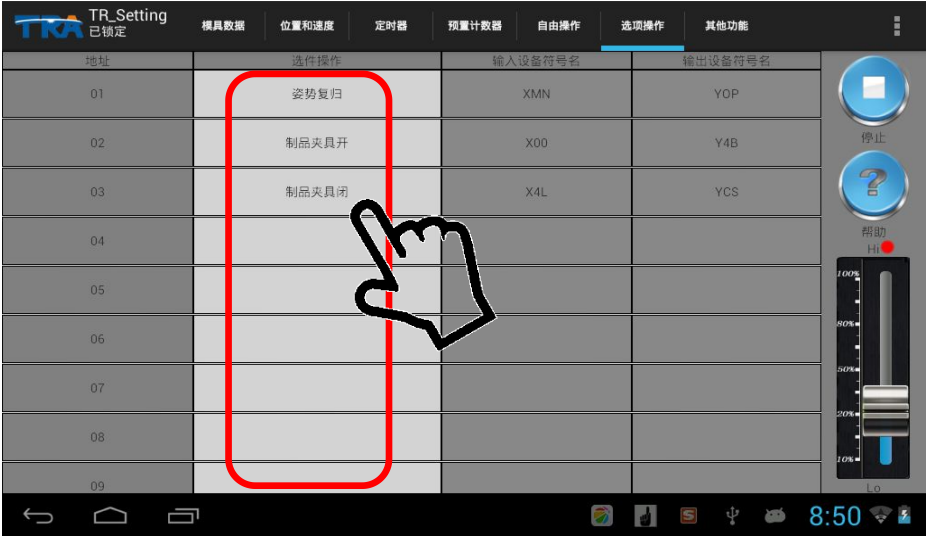 TRA TR_Setting
已锁定
模具数据 位置和速度 定时器 预置计数器 自由操作 选项操作 其他功能
地址 选件操作 输入设备符号名 输出设备符号名
01 姿势复归 XMN YOP
02 制品夹具开 X00 Y4B
03 制品夹具闭 X4L YCS
04
05
06
07
08
09
停止
帮助
Hi
100%
80%
50%
20%
10%
Lo
8:50